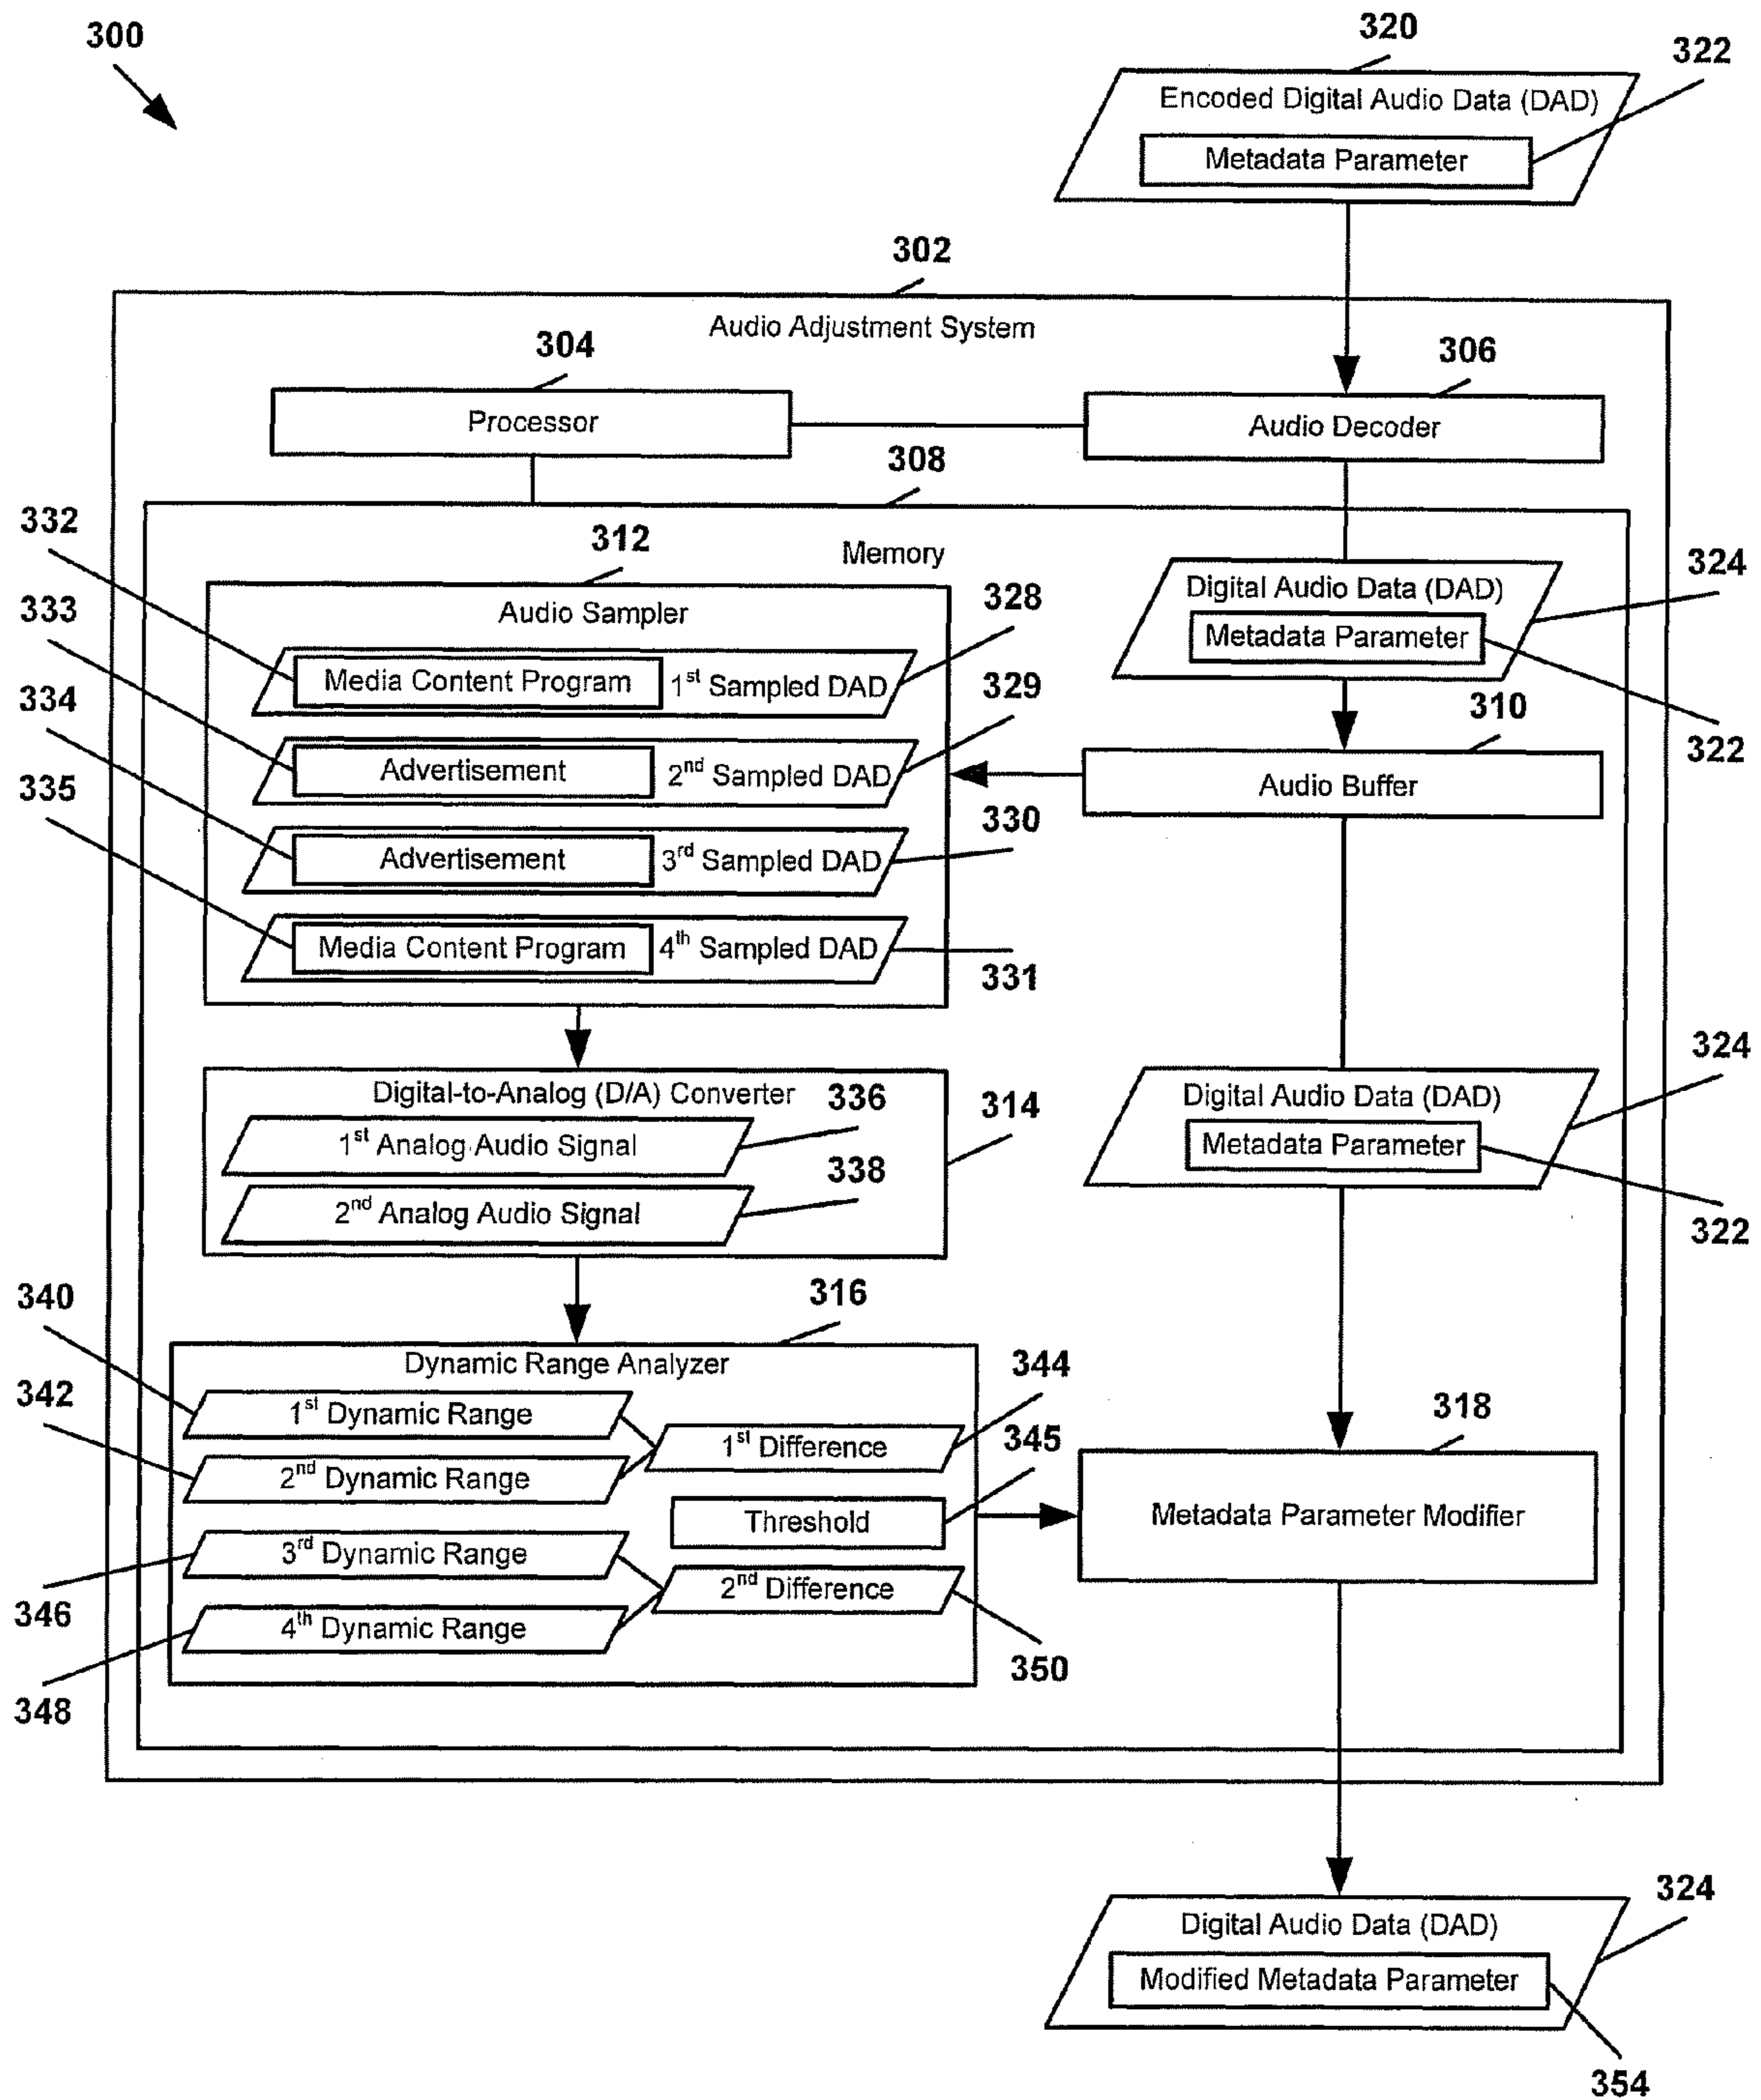 300
320
322
Encoded Digital Audio Data (DAD)
Metadata Parameter
302
Audio Adjustment System
304
306
Processor
Audio Decoder
308
332
312
Memory
324
333
Audio Sampler
328
Digital Audio Data (DAD)
Metadata Parameter
Media Content Program 1st Sampled DAD
334
329
310
322
335
Advertisement 2nd Sampled DAD
Audio Buffer
330
Advertisement 3rd Sampled DAD
Media Content Program 4th Sampled DAD
331
324
Digital-to-Analog (D/A) Converter
336
314
Digital Audio Data (DAD)
Metadata Parameter
1st Analog Audio Signal
338
2nd Analog Audio Signal
322
340
316
Dynamic Range Analyzer
344
342
1st Dynamic Range
318
345
1st Difference
2nd Dynamic Range
Threshold
Metadata Parameter Modifier
3rd Dynamic Range
2nd Difference
346
4th Dynamic Range
350
348
324
Digital Audio Data (DAD)
Modified Metadata Parameter
354